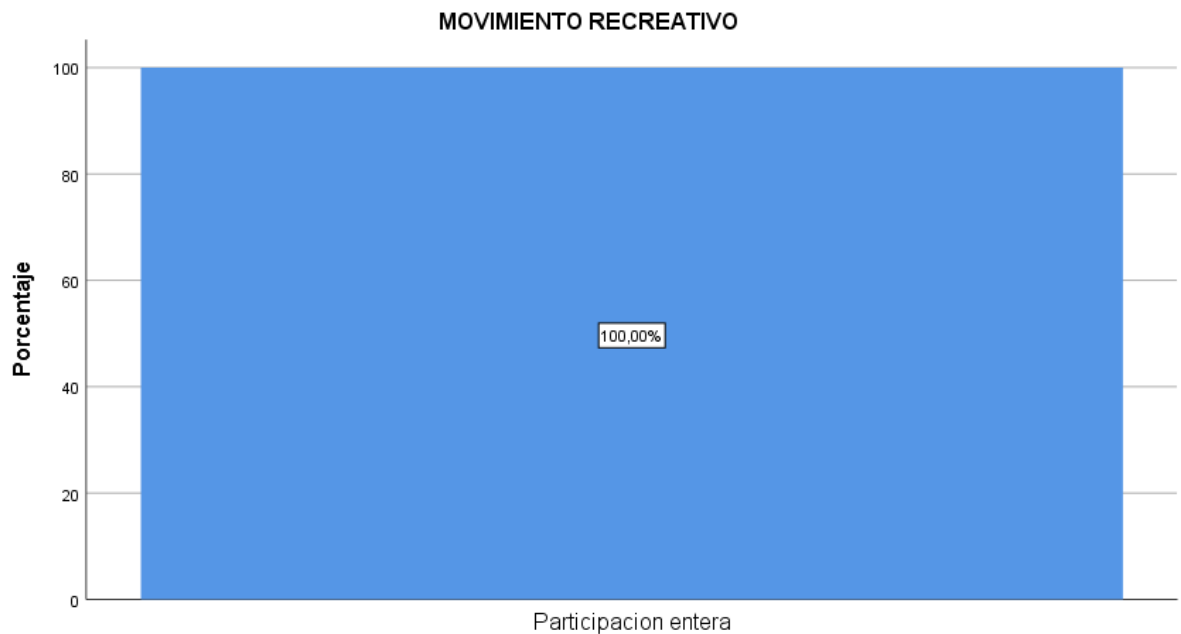 MOVIMIENTO RECREATIVO
100
80
60
40
20
0
Porcentaje
100,00%
Participacion entera